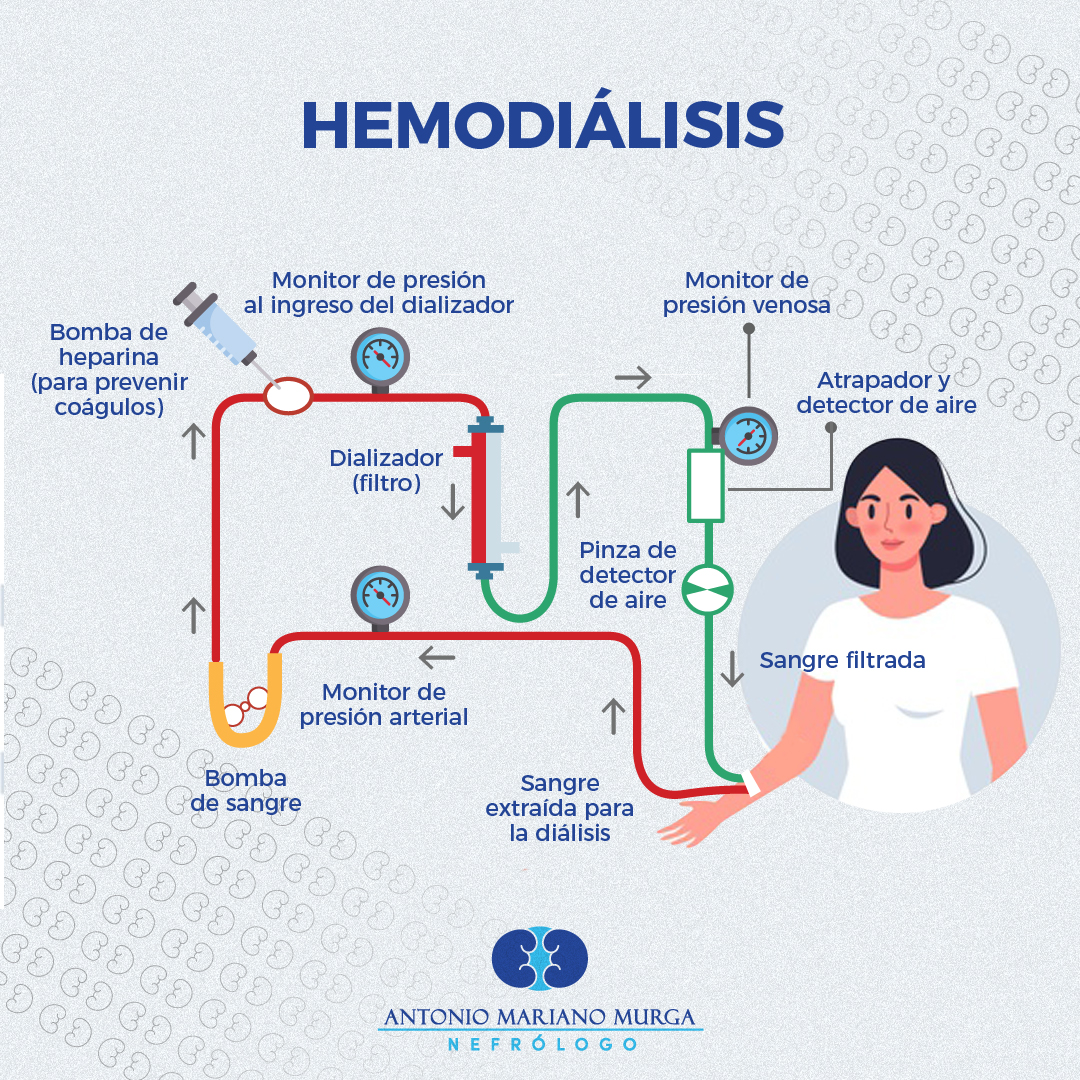 HEMODIÁLISIS
Monitor de presión
al ingreso del dializador
Monitor de
presión venosa
Bomba de
heparina
(para prevenir
coágulos)
Atrapador y
detector de aire
Dializador
(filtro)
Pinza de
detector
de aire
Sangre filtrada
Monitor de
presión arterial
Bomba
de sangre
Sangre
extraída para
la diálisis
ANTONIO MARIANO MURGA
NEFRÓLOGO